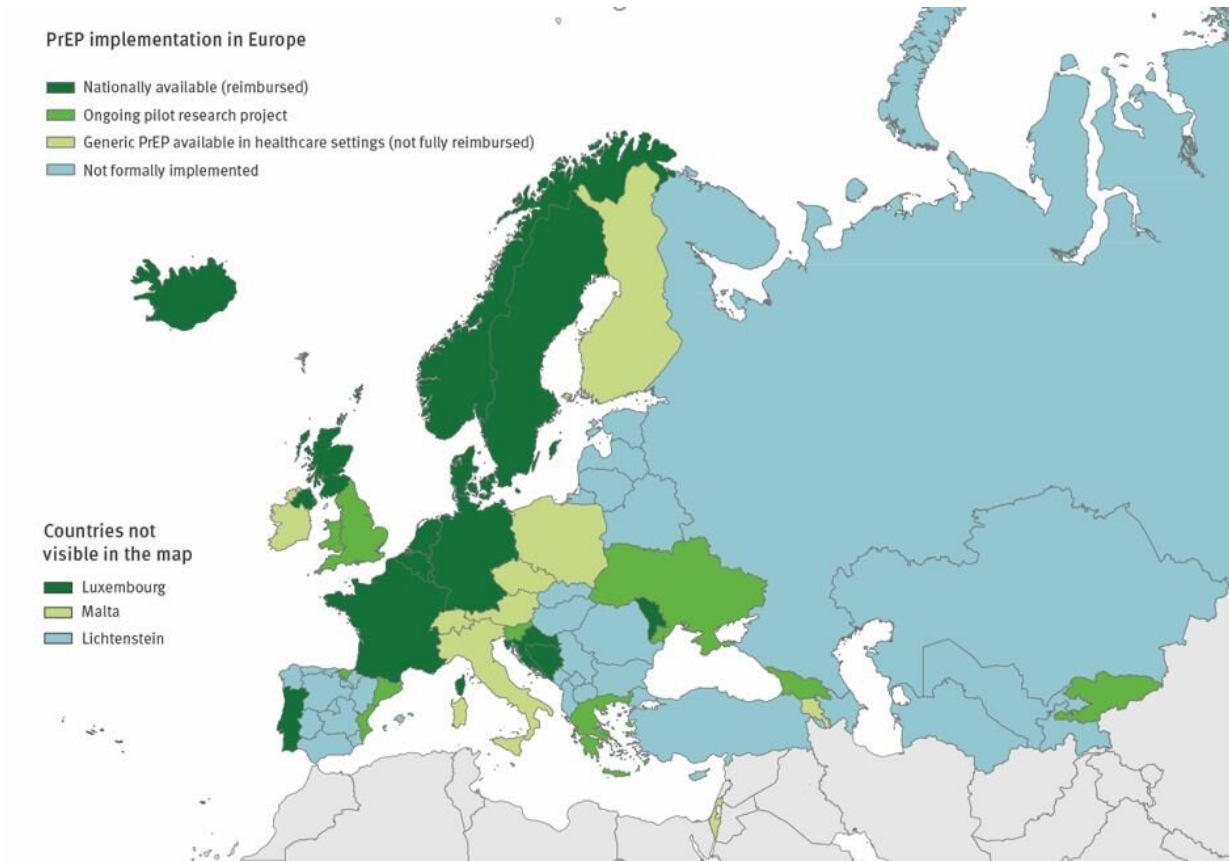 PrEP implementation in Europe
Nationally available (reimbursed)
Ongoing pilot research project
Generic PrEP available in healthcare settings (not fully reimbursed)
Not formally implemented
Countries not
visible in the map
Luxembourg
Malta
Lichtenstein